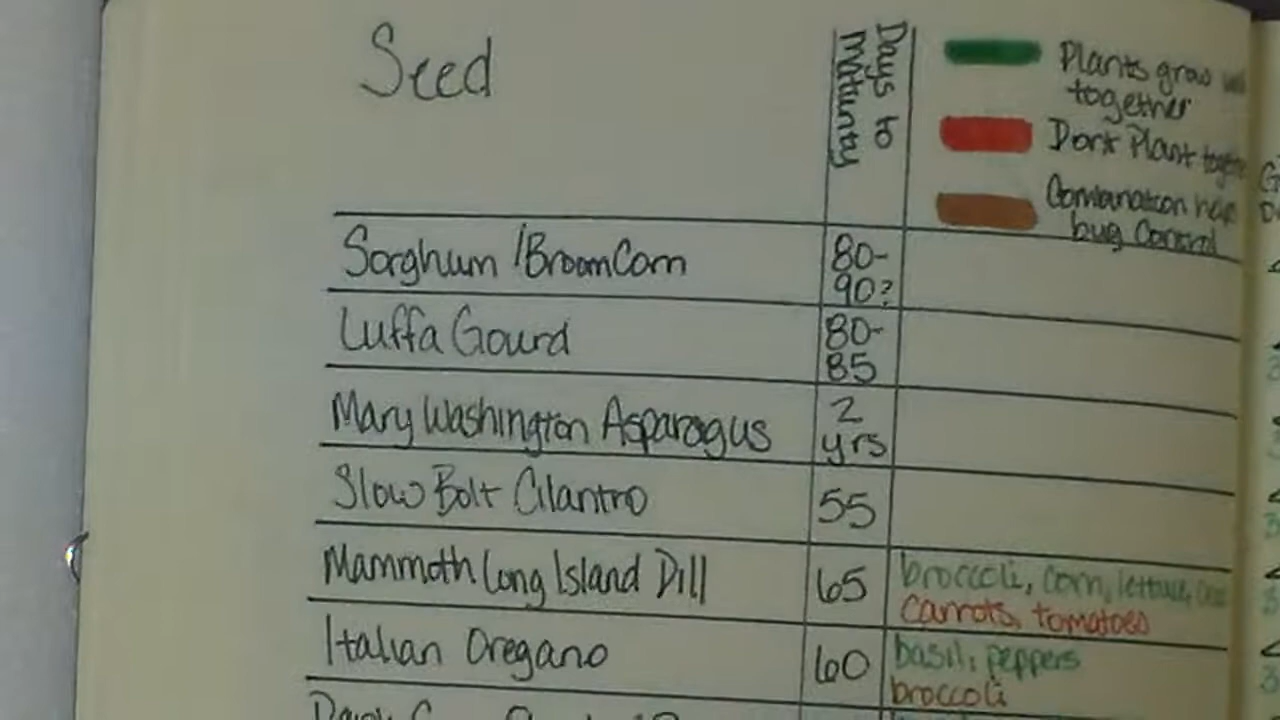 Seed
Days to
Maturity
Plants grow
together
Don't Plant
Combination
bug Control
Sorghum / BroomCorn
80-
90?
Luffa Gourd
80-
85
Mary Washington Asparagus
2
yrs
Slow Bolt Cilantro
55
Mammoth Long Island Dill
65
broccoli, corn, lettuce,
carrots, tomatoes
Italian Oregano
60
basil, peppers
broccoli